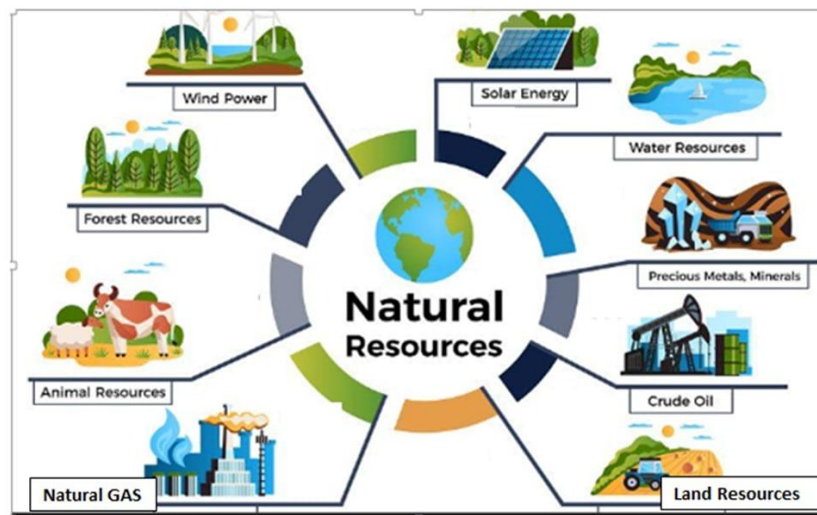 Wind Power
Solar Energy
Water Resources
Forest Resources
Precious Metals, Minerals
Natural
Resources
Animal Resources
Crude Oil
Natural GAS
Land Resources